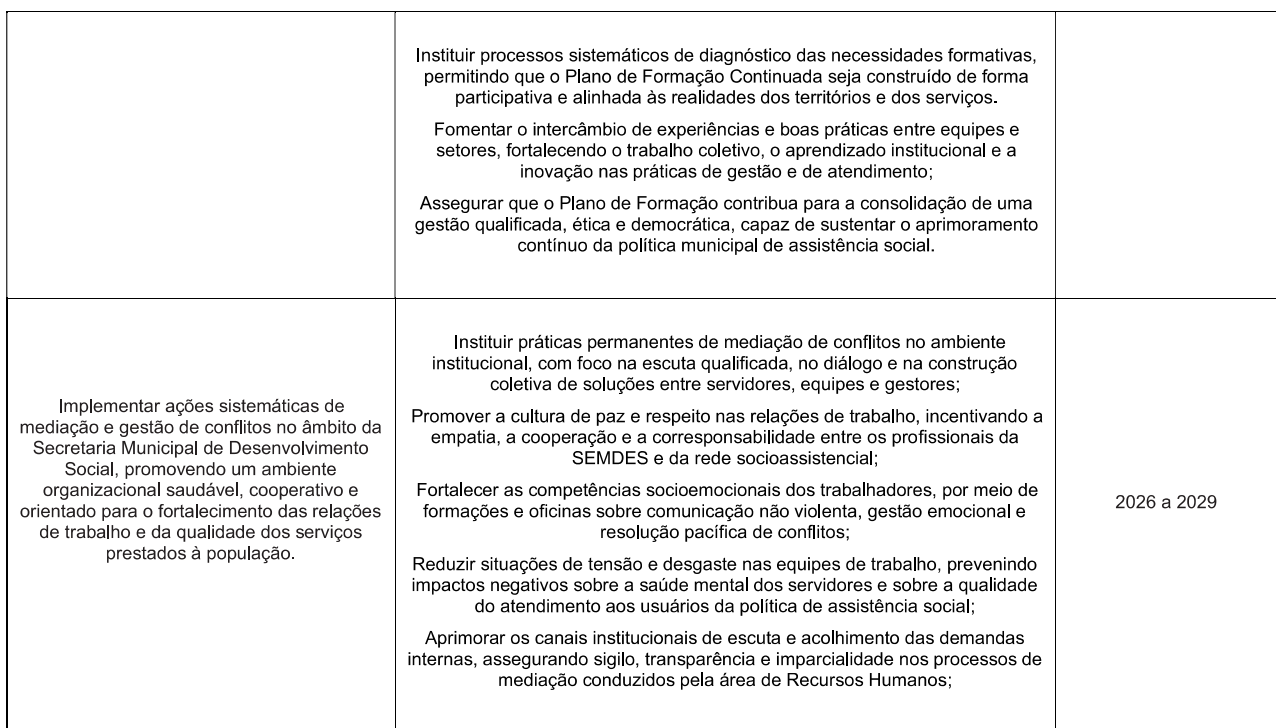 Instituir processos sistemáticos de diagnóstico das necessidades formativas,
permitindo que o Plano de Formação Continuada seja construído de forma
participativa e alinhada às realidades dos territórios e dos serviços.
Fomentar o intercâmbio de experiências e boas práticas entre equipes e
setores, fortalecendo o trabalho coletivo, o aprendizado institucional e a
inovação nas práticas de gestão e de atendimento;
Assegurar que o Plano de Formação contribua para a consolidação de uma
gestão qualificada, ética e democrática, capaz de sustentar o aprimoramento
contínuo da política municipal de assistência social.
Implementar ações sistemáticas de
mediação e gestão de conflitos no âmbito da
Secretaria Municipal de Desenvolvimento
Social, promovendo um ambiente
organizacional saudável, cooperativo e
orientado para o fortalecimento das relações
de trabalho e da qualidade dos serviços
prestados à população.
Instituir práticas permanentes de mediação de conflitos no ambiente
institucional, com foco na escuta qualificada, no diálogo e na construção
coletiva de soluções entre servidores, equipes e gestores;
Promover a cultura de paz e respeito nas relações de trabalho, incentivando a
empatia, a cooperação e a corresponsabilidade entre os profissionais da
SEMDES e da rede socioassistencial;
Fortalecer as competências socioemocionais dos trabalhadores, por meio de
formações e oficinas sobre comunicação não violenta, gestão emocional e
resolução pacífica de conflitos;
Reduzir situações de tensão e desgaste nas equipes de trabalho, prevenindo
impactos negativos sobre a saúde mental dos servidores e sobre a qualidade
do atendimento aos usuários da política de assistência social;
Aprimorar os canais institucionais de escuta e acolhimento das demandas
internas, assegurando sigilo, transparência e imparcialidade nos processos de
mediação conduzidos pela área de Recursos Humanos;
2026 a 2029